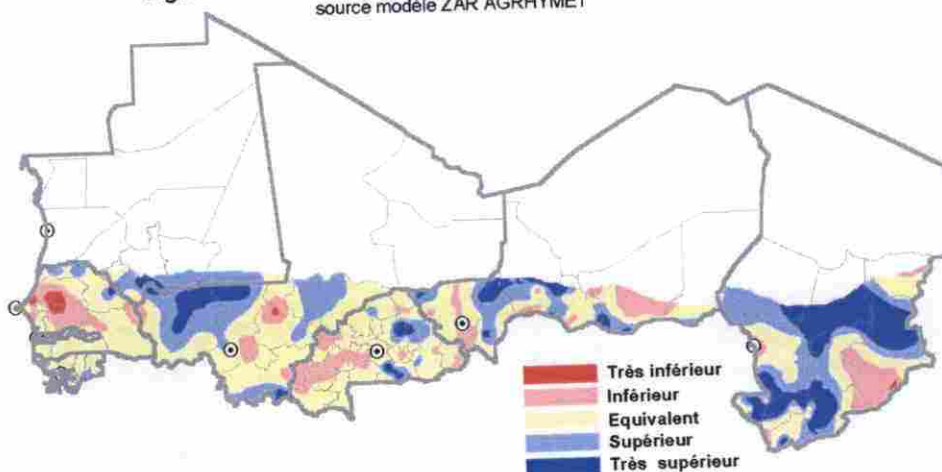 source modèle ZAR AGRHYMET
Très inférieur
Inférieur
Equivalent
Supérieur
Très supérieur